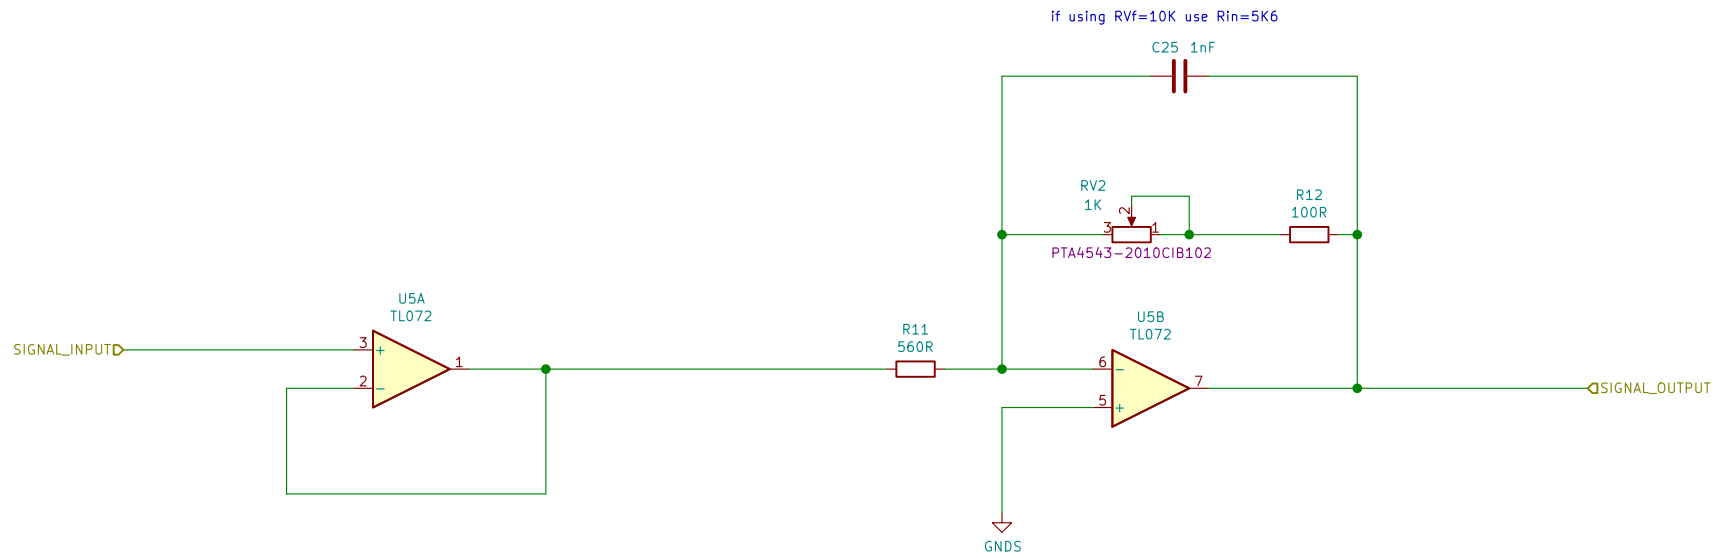 if using RVf=10K use Rin=5K6
C25 1nF
RV2
1K
2
3
1
PTA4543-2010CIB102
R12
100R
U5A
TL072
SIGNAL_INPUT
3
+
2
−
1
R11
560R
U5B
TL072
6
−
5
+
7
SIGNAL_OUTPUT
GNDS